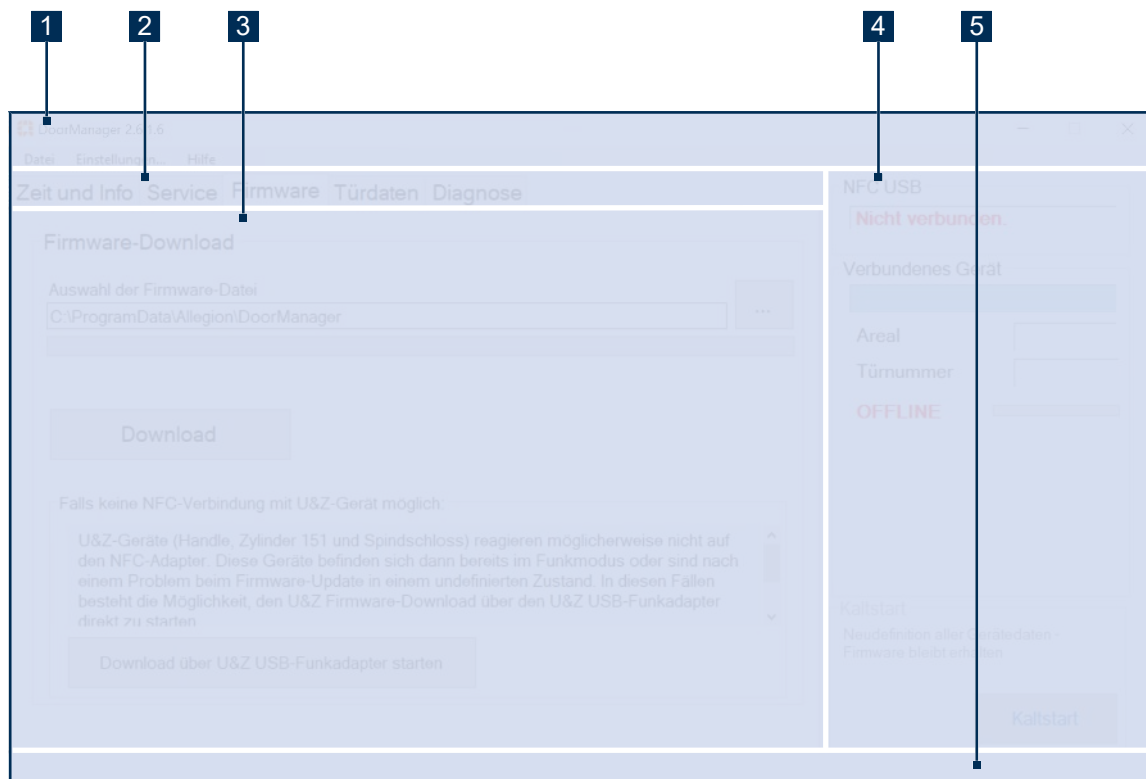 1 2 3 4 5
DoorManager 2.6.1.6
Datei Einstellungen... Hilfe
Zeit und Info Service Firmware Türdaten Diagnose
Firmware-Download
Auswahl der Firmware-Datei
C:\ProgramData\Allegion\DoorManager
...
Download
Falls keine NFC-Verbindung mit U&Z-Gerät möglich:
U&Z-Geräte (Handle, Zylinder 151 und Spindschloss) reagieren möglicherweise nicht auf
den NFC-Adapter. Diese Geräte befinden sich dann bereits im Funkmodus oder sind nach
einem Problem beim Firmware-Update in einem undefinierten Zustand. In diesen Fällen
besteht die Möglichkeit, den U&Z Firmware-Download über den U&Z USB-Funkadapter
direkt zu starten
Download über U&Z USB-Funkadapter starten
NFC USB
Nicht verbunden.
Verbundenes Gerät
Areal
Türnummer
OFFLINE
Kaltstart
Neudefinition aller Gerätedaten -
Firmware bleibt erhalten
Kaltstart